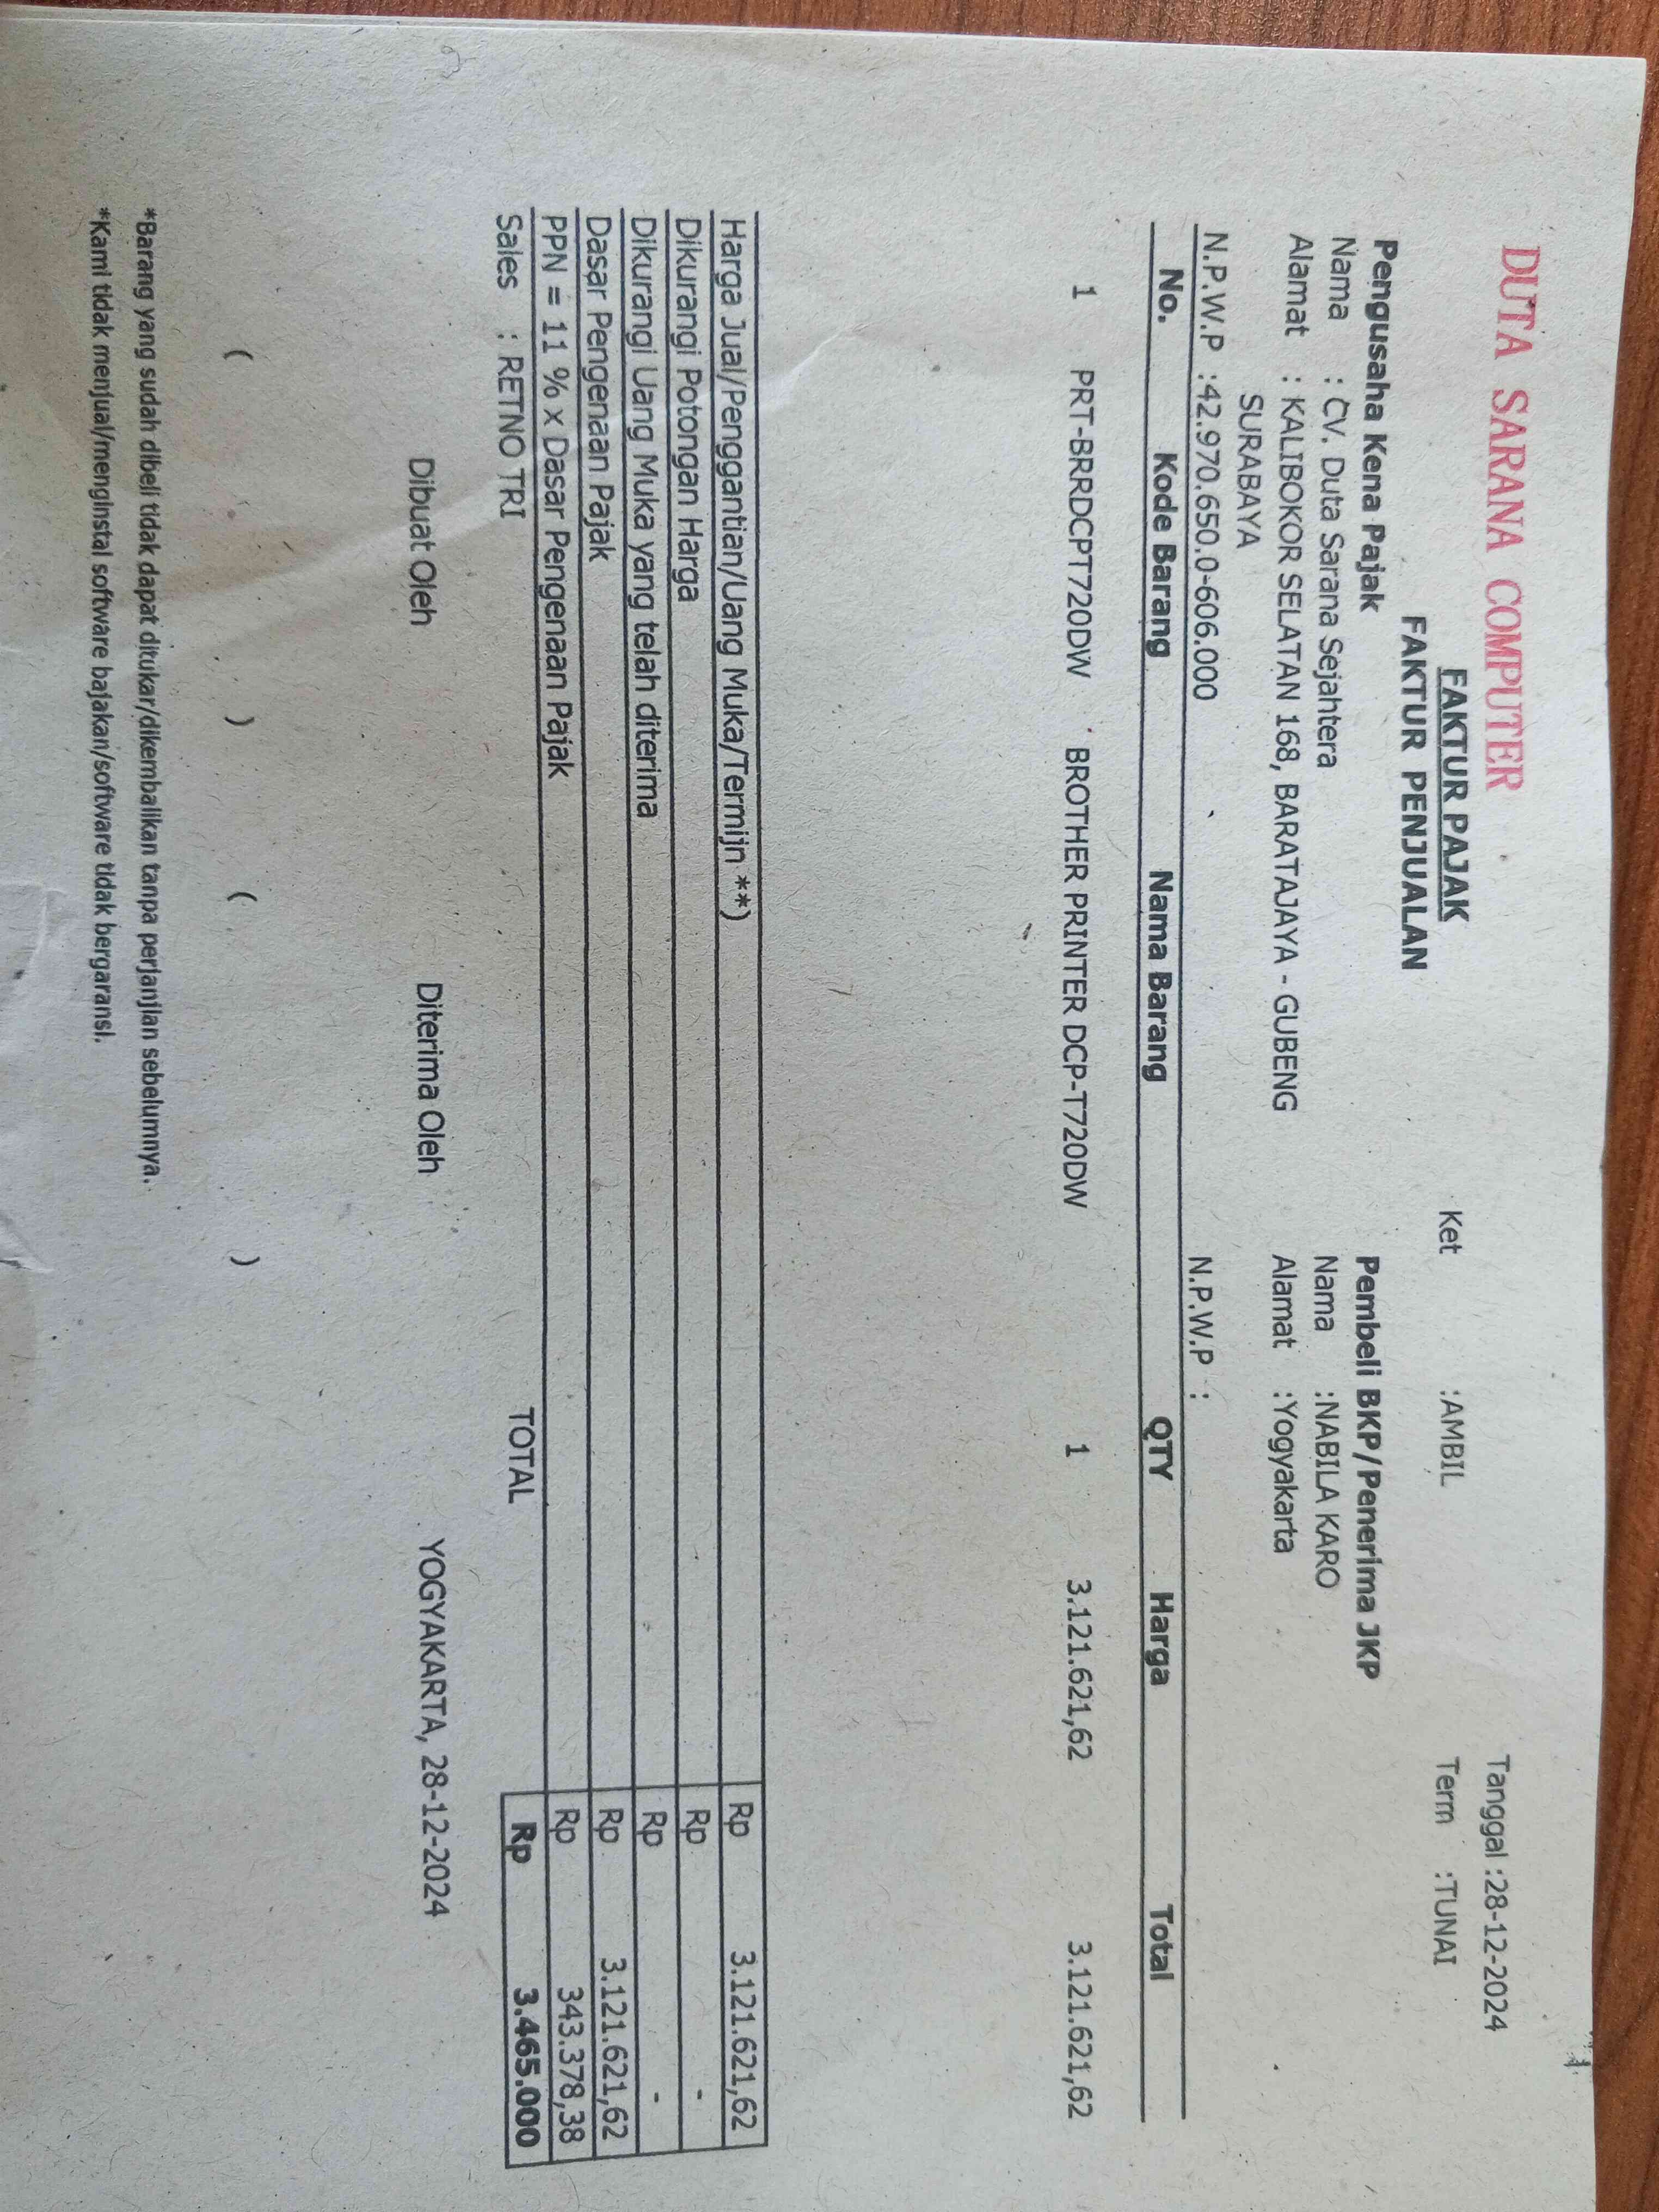 DUTA SARANA COMPUTER
Tanggal :28-12-2024
FAKTUR PAJAK
Ket :AMBIL
Term :TUNAI
FAKTUR PENJUALAN
Pengusaha Kena Pajak
Pembeli BKP/Penerima JKP
Nama : CV. Duta Sarana Sejahtera
Nama :NABILA KARO
Alamat : KALIBOKOR SELATAN 168, BARATAJAYA - GUBENG
Alamat :Yogyakarta
SURABAYA
N.P.W.P :42.970.650.0-606.000
N.P.W.P :
No. Kode Barang Nama Barang QTY Harga Total
1 PRT-BRRDCPT720DW BROTHER PRINTER DCP-T720DW 1 3.121.621,62 3.121.621,62
Harga Jual/Penggantian/Uang Muka/Termijn **) Rp 3.121.621,62
Dikurangi Potongan Harga Rp -
Dikurangi Uang Muka yang telah diterima Rp -
Dasar Pengenaan Pajak Rp 3.121.621,62
PPN = 11 % x Dasar Pengenaan Pajak Rp 343.378,38
Sales : RETNO TRI TOTAL Rp 3.465.000
Dibuat Oleh Diterima Oleh YOGYAKARTA, 28-12-2024
( ) ( )
*Barang yang sudah dibeli tidak dapat ditukar/dikembalikan tanpa perjanjian sebelumnya.
*Kami tidak menjual/menginstal software bajakan/software tidak bergaransi.